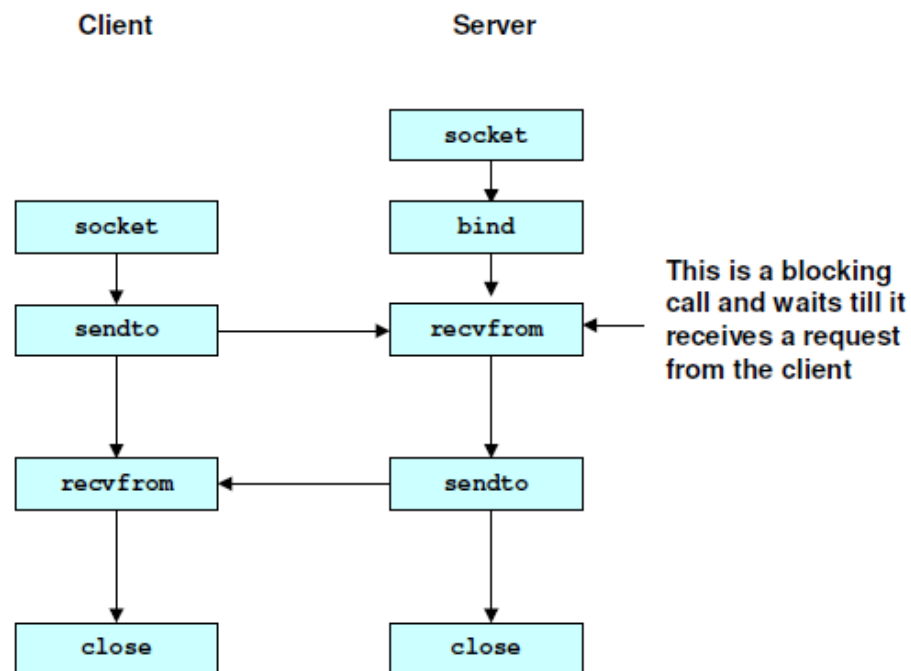 Client
Server
socket
socket
bind
This is a blocking
call and waits till it
receives a request
from the client
sendto
recvfrom
recvfrom
sendto
close
close